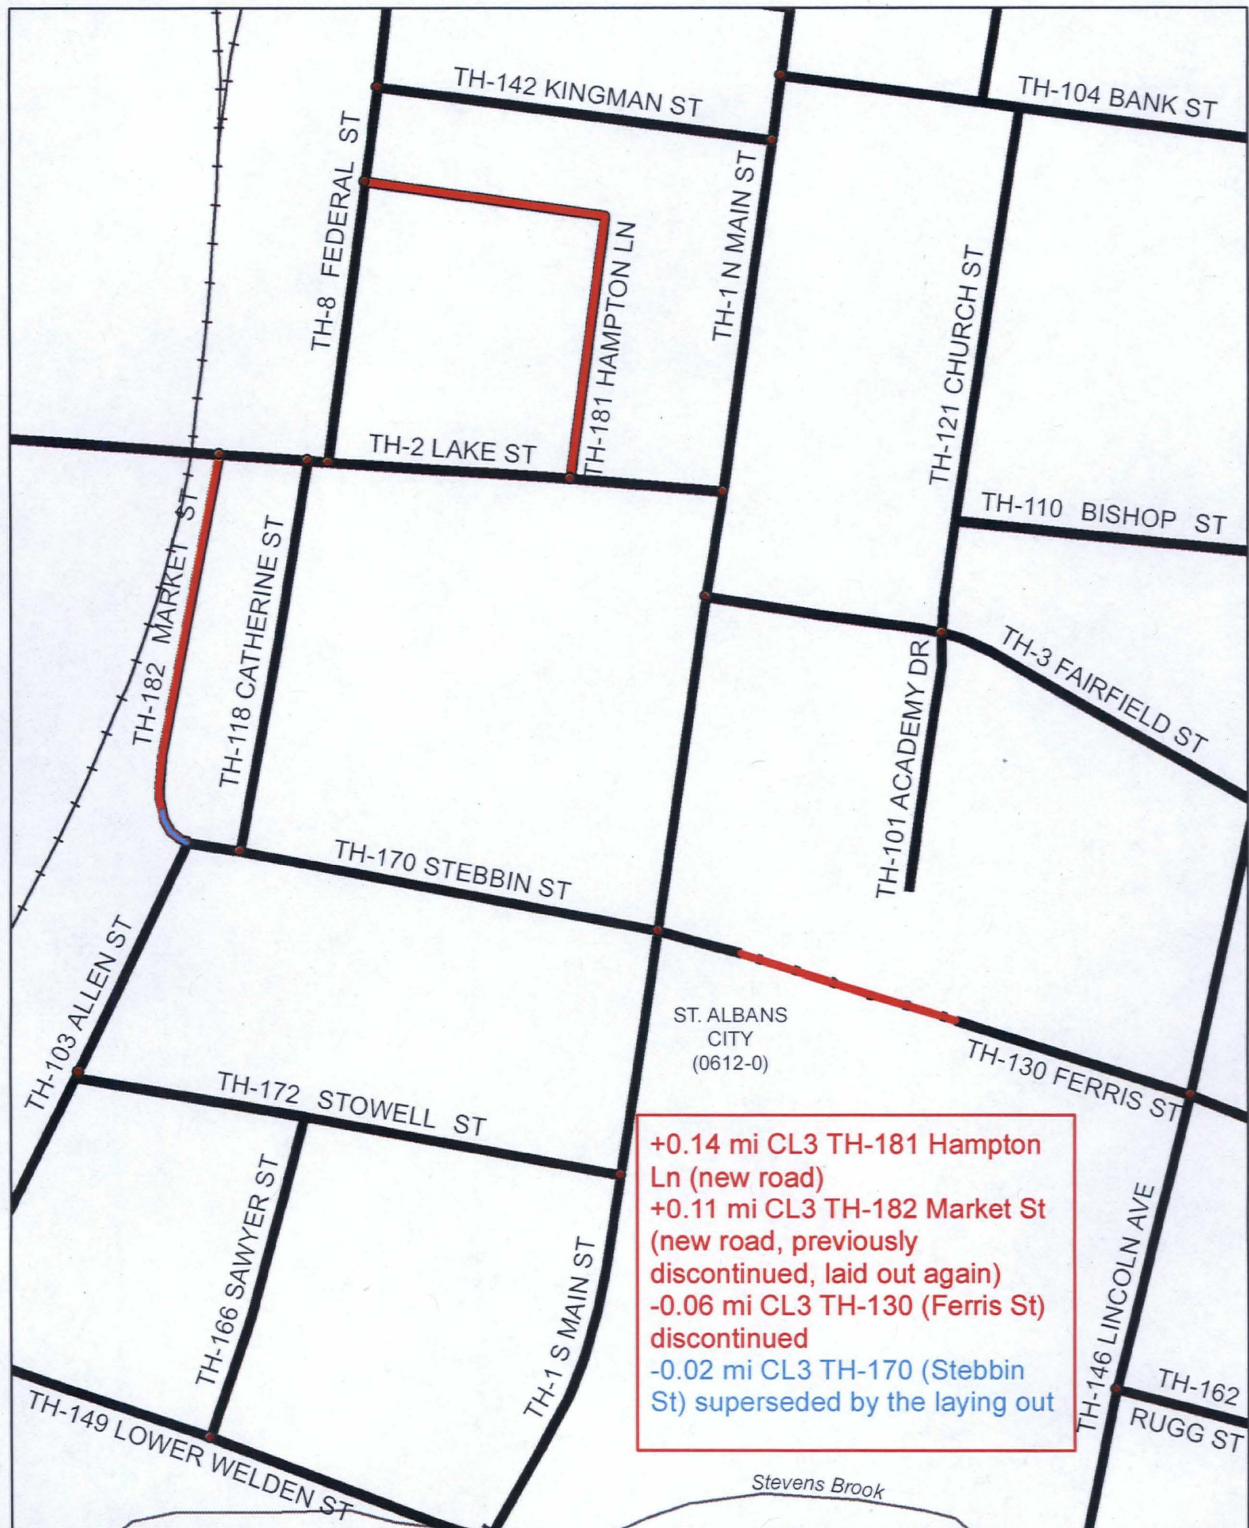 TH-142 KINGMAN ST
TH-104 BANK ST
TH-8 FEDERAL ST
TH-181 HAMPTON LN
TH-1 N MAIN ST
TH-121 CHURCH ST
TH-2 LAKE ST
TH-110 BISHOP ST
TH-182 MARKET ST
TH-118 CATHERINE ST
TH-3 FAIRFIELD ST
TH-101 ACADEMY DR
TH-170 STEBBIN ST
TH-103 ALLEN ST
ST. ALBANS
CITY
(0612-0)
TH-130 FERRIS ST
TH-172 STOWELL ST
+0.14 mi CL3 TH-181 Hampton
Ln (new road)
+0.11 mi CL3 TH-182 Market St
(new road, previously
discontinued, laid out again)
-0.06 mi CL3 TH-130 (Ferris St)
discontinued
-0.02 mi CL3 TH-170 (Stebbin
St) superseded by the laying out
TH-166 SAWYER ST
TH-1 S MAIN ST
TH-146 LINCOLN AVE
TH-162
RUGG ST
TH-149 LOWER WELDEN ST
Stevens Brook